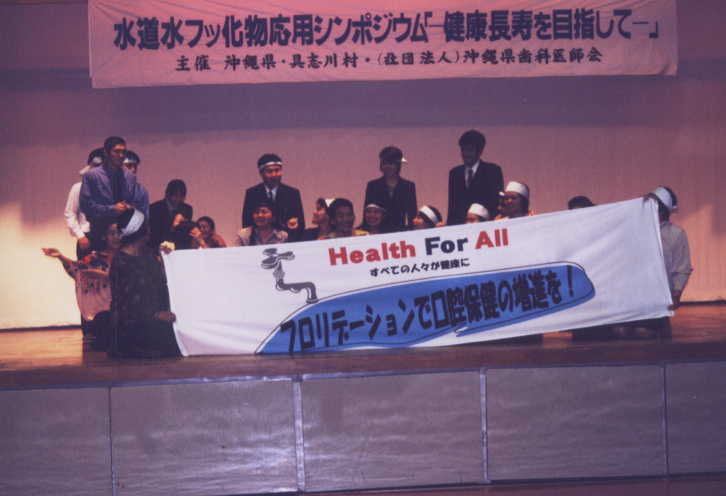 水道水フッ化物応用シンポジウム「―健康長寿を目指して―」
主催 沖縄県・具志川村・(社団法人)沖縄県歯科医師会
Health For All
すべての人々が健康に
フロリデーションで口腔保健の増進を!